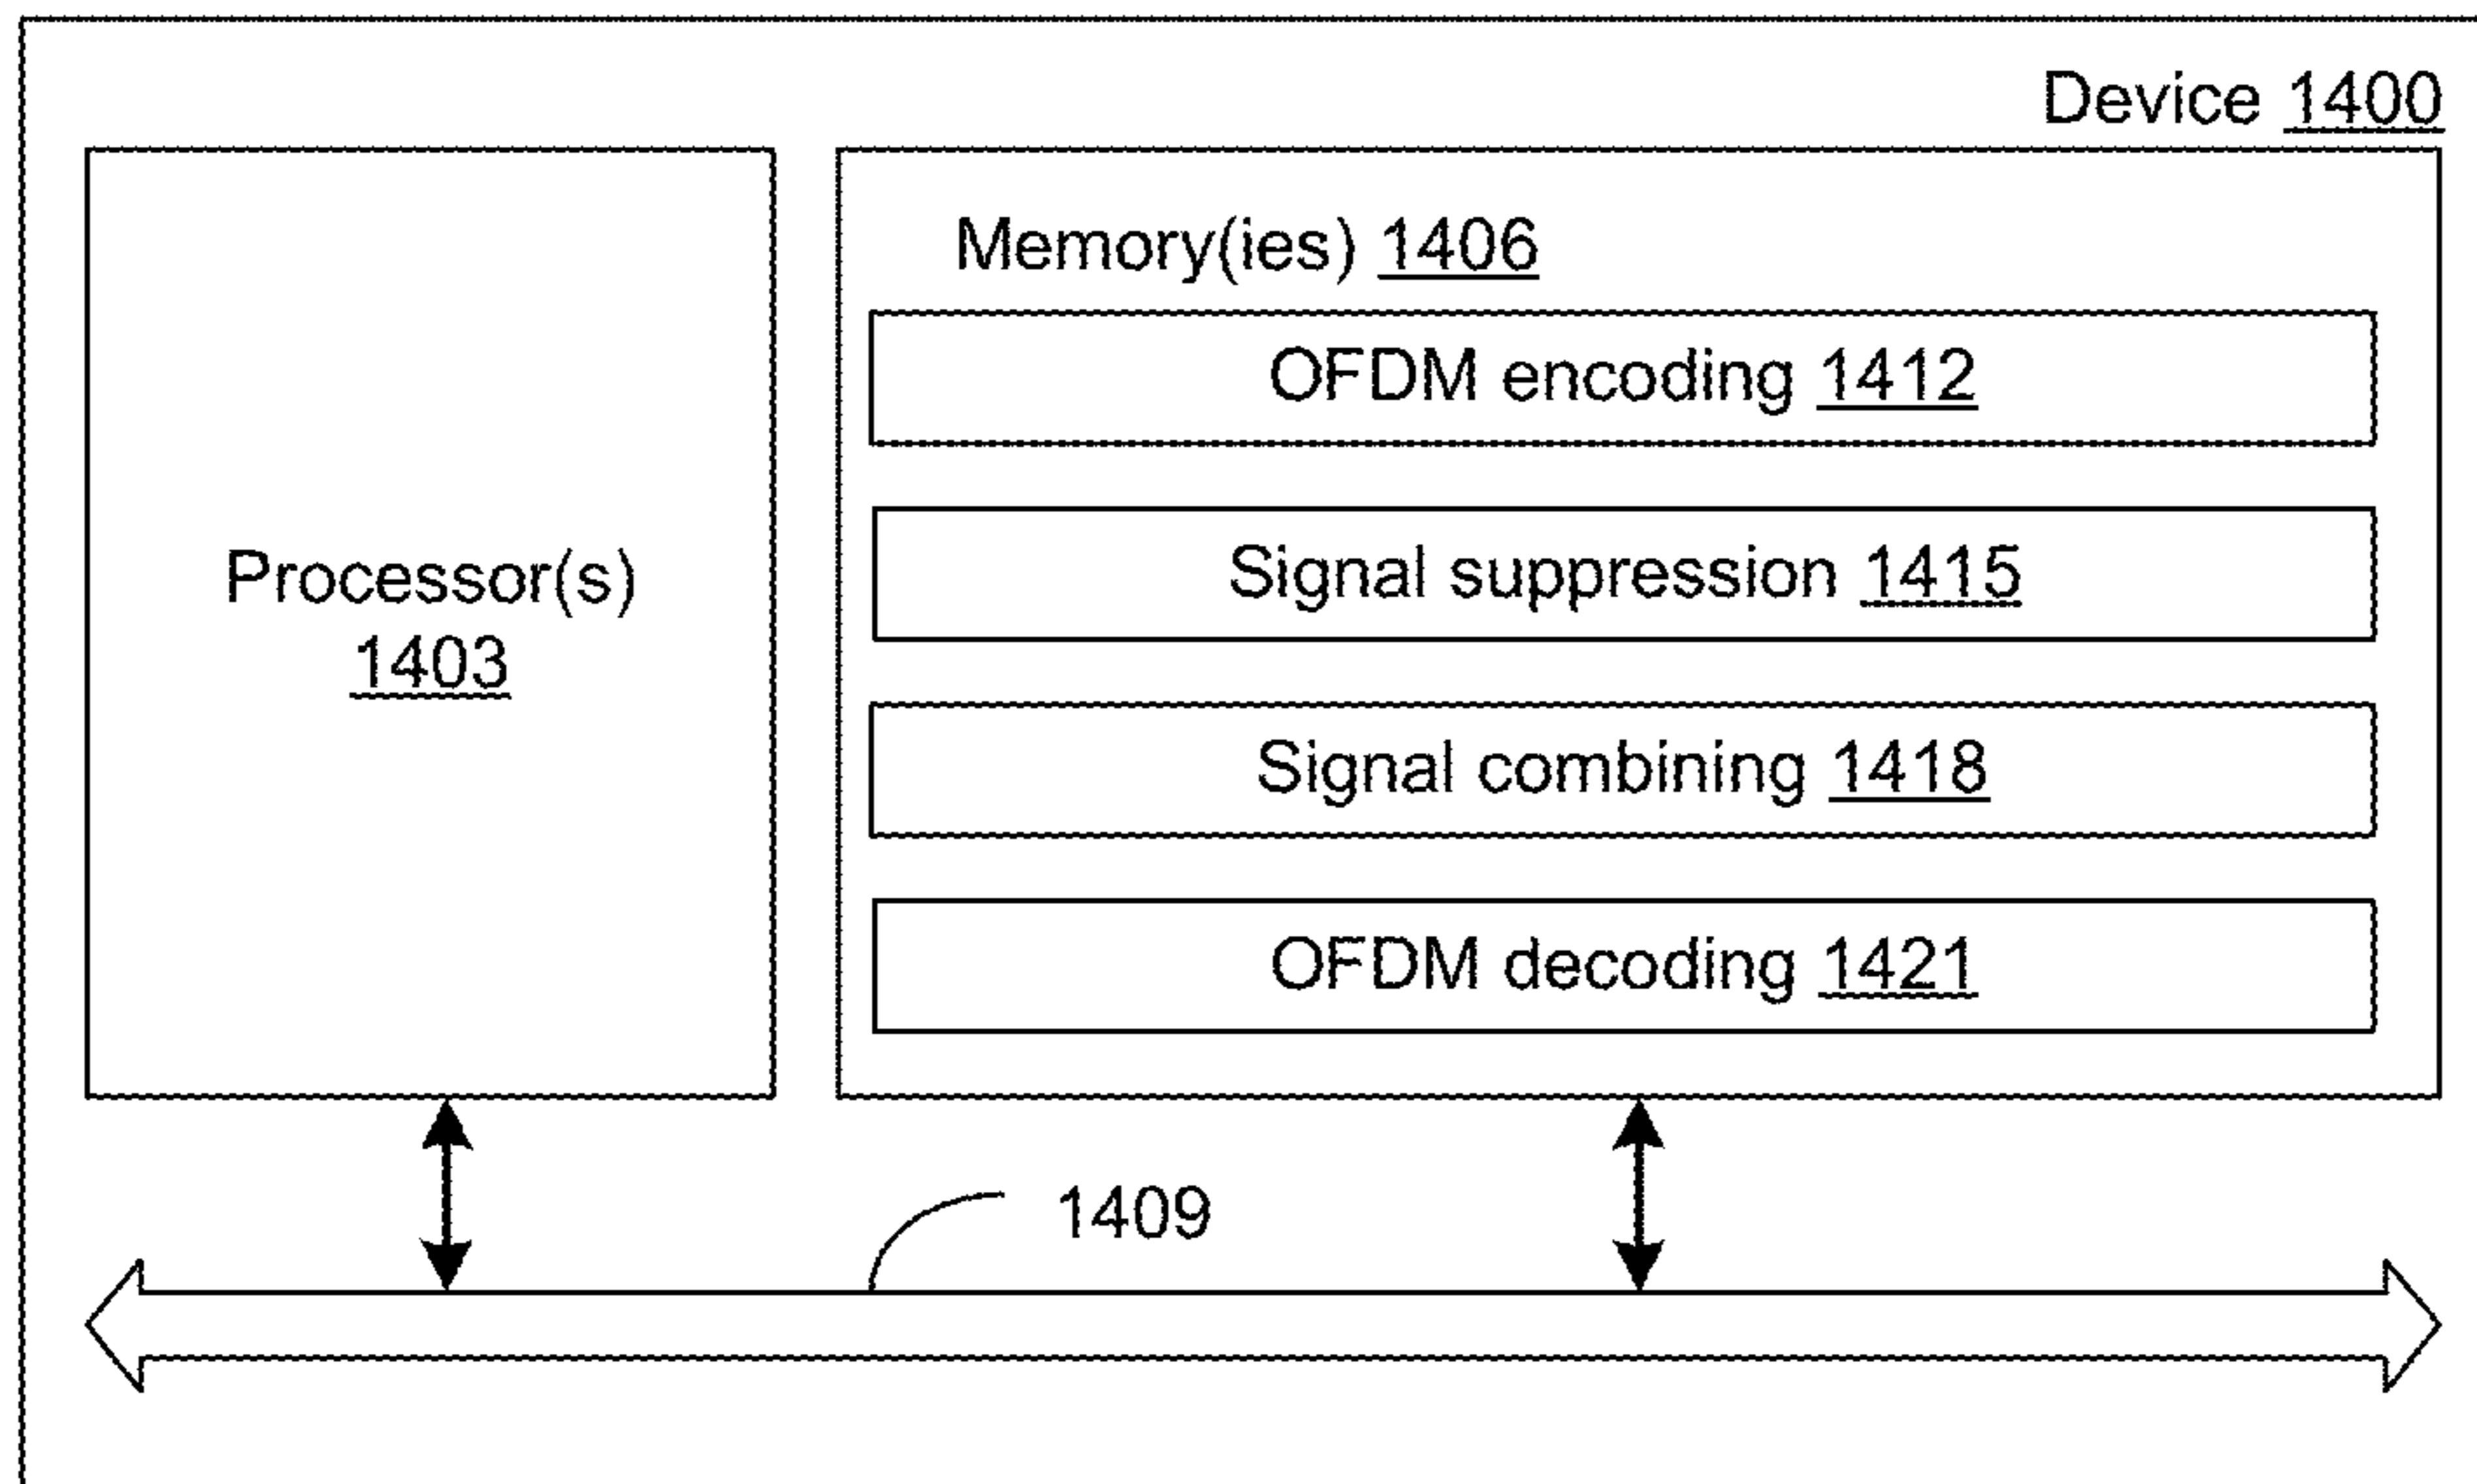 Device 1400
Memory(ies) 1406
OFDM encoding 1412
Signal suppression 1415
Processor(s)
1403
Signal combining 1418
OFDM decoding 1421
1409